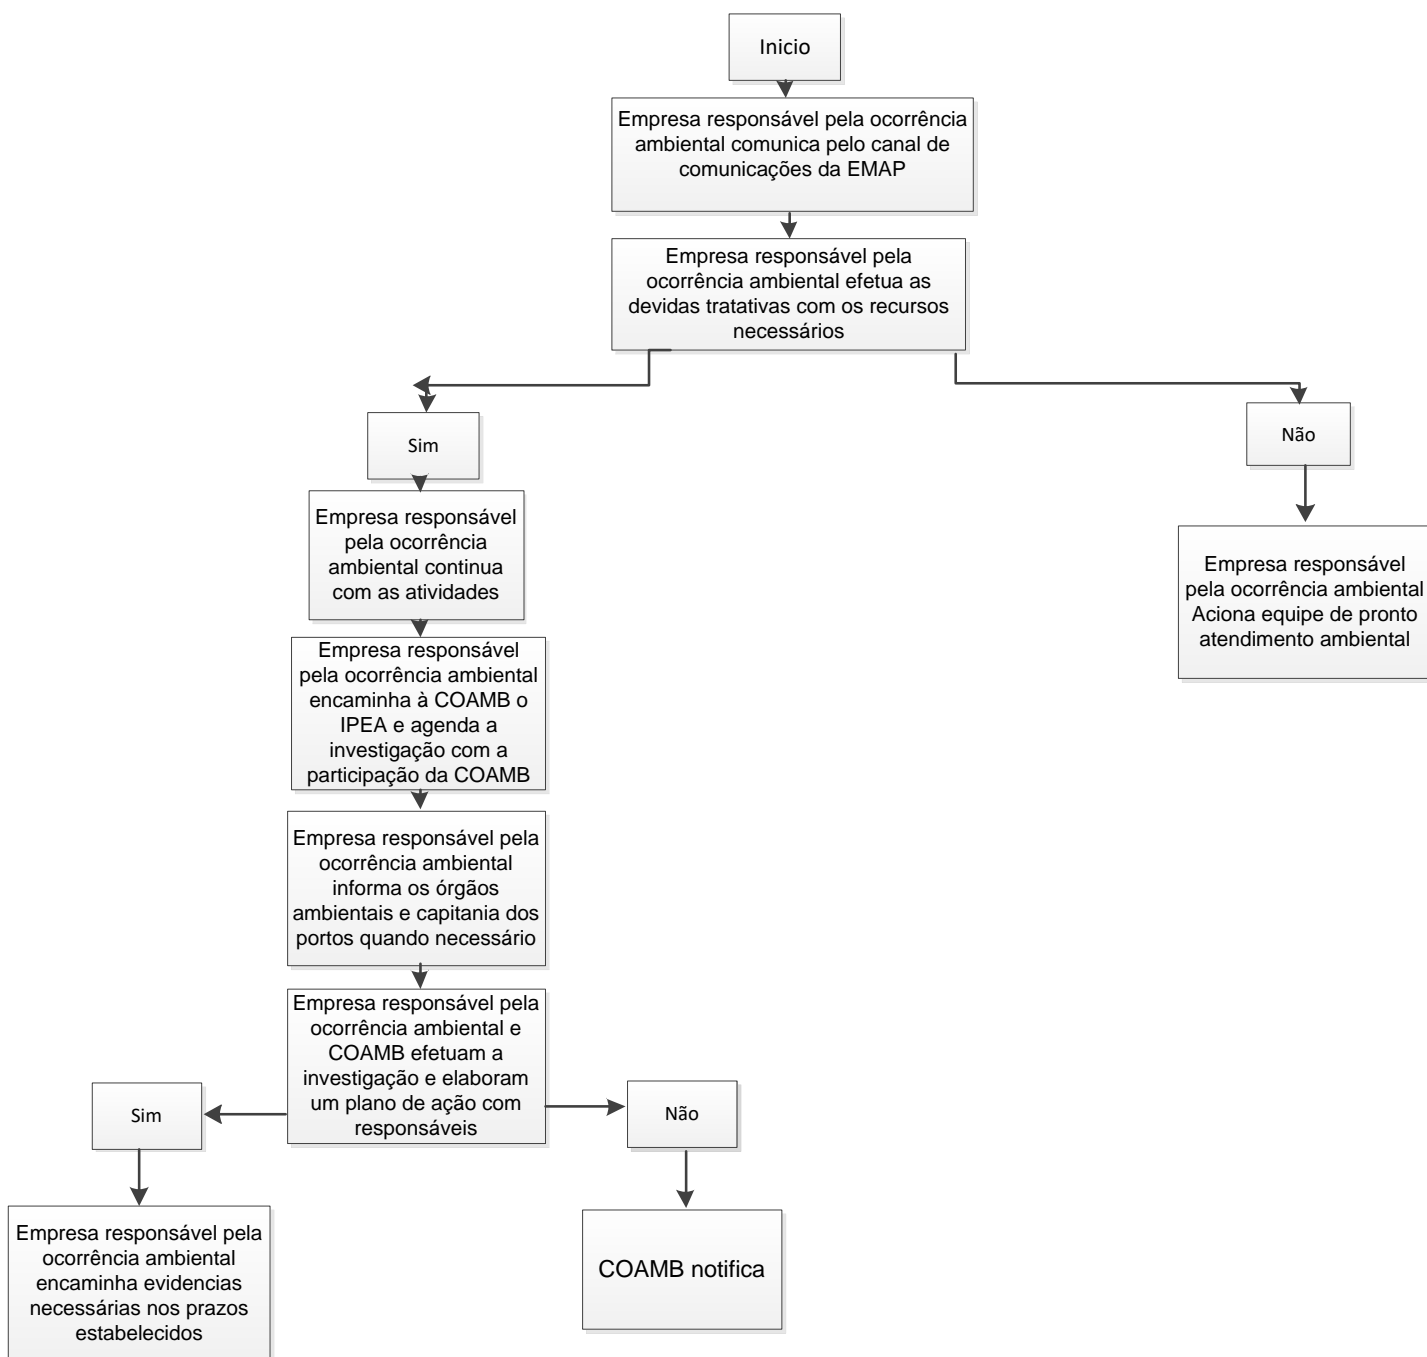 Inicio
Empresa responsável pela ocorrência
ambiental comunica pelo canal de
comunicações da EMAP
Empresa responsável pela
ocorrência ambiental efetua as
devidas tratativas com os recursos
necessários
Sim
Não
Empresa responsável
pela ocorrência
ambiental continua
com as atividades
Empresa responsável
pela ocorrência ambiental
Aciona equipe de pronto
atendimento ambiental
Empresa responsável
pela ocorrência ambiental
encaminha à COAMB o
IPEA e agenda a
investigação com a
participação da COAMB
Empresa responsável pela
ocorrência ambiental
informa os órgãos
ambientais e capitania dos
portos quando necessário
Empresa responsável pela
ocorrência ambiental e
COAMB efetuam a
investigação e elaboram
um plano de ação com
responsáveis
Sim
Não
Empresa responsável pela
ocorrência ambiental
encaminha evidencias
necessárias nos prazos
estabelecidos
COAMB notifica